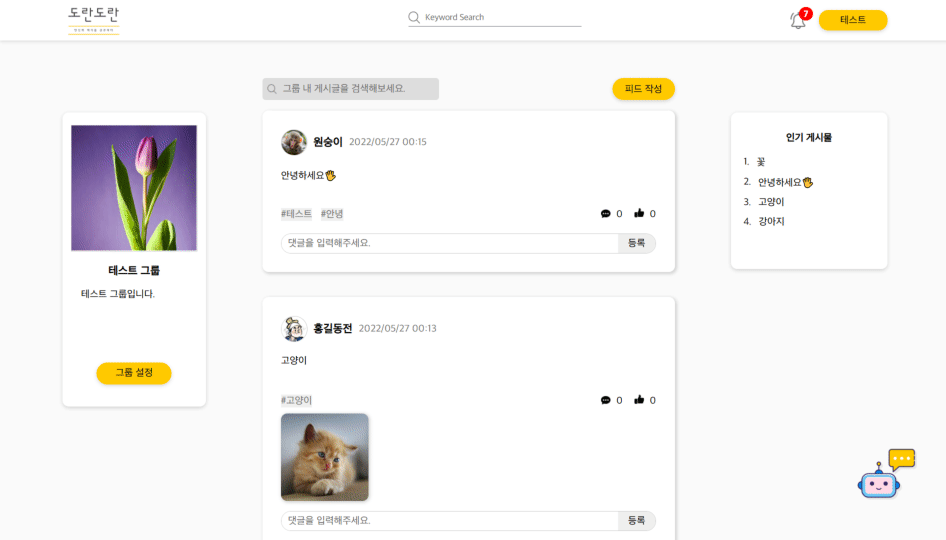 도란도란
Keyword Search
7
테스트
그룹 내 게시글을 검색해보세요.
피드 작성
테스트 그룹
테스트 그룹입니다.
그룹 설정
원숭이 2022/05/27 00:15
안녕하세요🖐
#테스트 #안녕
0 0
댓글을 입력해주세요. 등록
홍길동전 2022/05/27 00:13
고양이
#고양이
0 0
댓글을 입력해주세요. 등록
인기 게시물
1. 꽃
2. 안녕하세요🖐
3. 고양이
4. 강아지